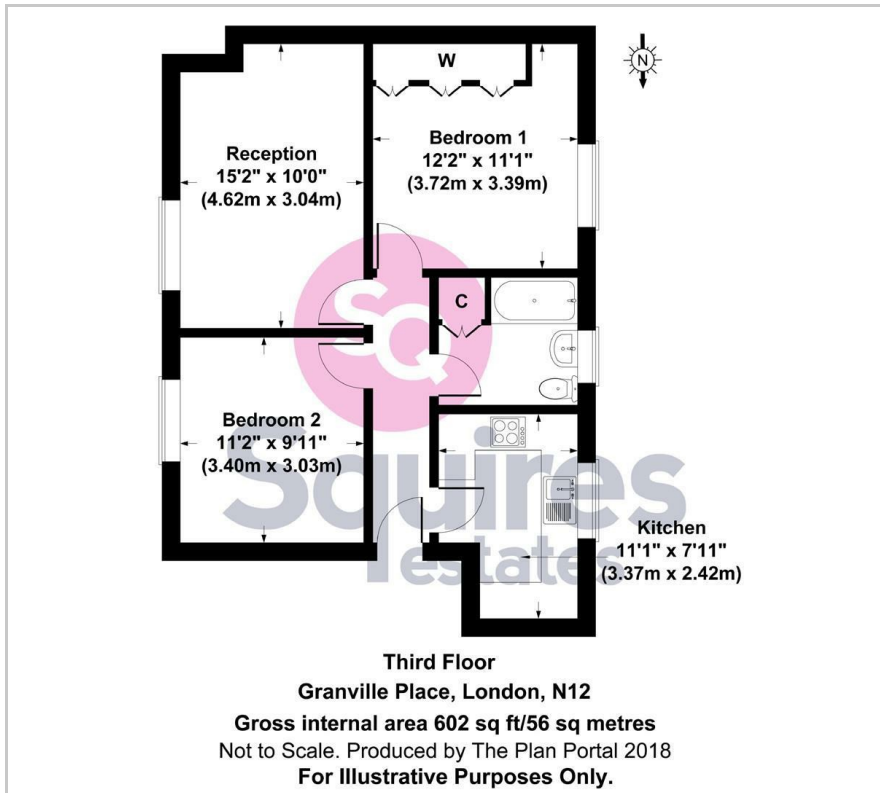 W
N
Bedroom 1
12'2" x 11'1"
(3.72m x 3.39m)
Reception
15'2" x 10'0"
(4.62m x 3.04m)
C
SQ
Bedroom 2
11'2" x 9'11"
(3.40m x 3.03m)
Squires
estates
Kitchen
11'1" x 7'11"
(3.37m x 2.42m)
Third Floor
Granville Place, London, N12
Gross internal area 602 sq ft/56 sq metres
Not to Scale. Produced by The Plan Portal 2018
For Illustrative Purposes Only.